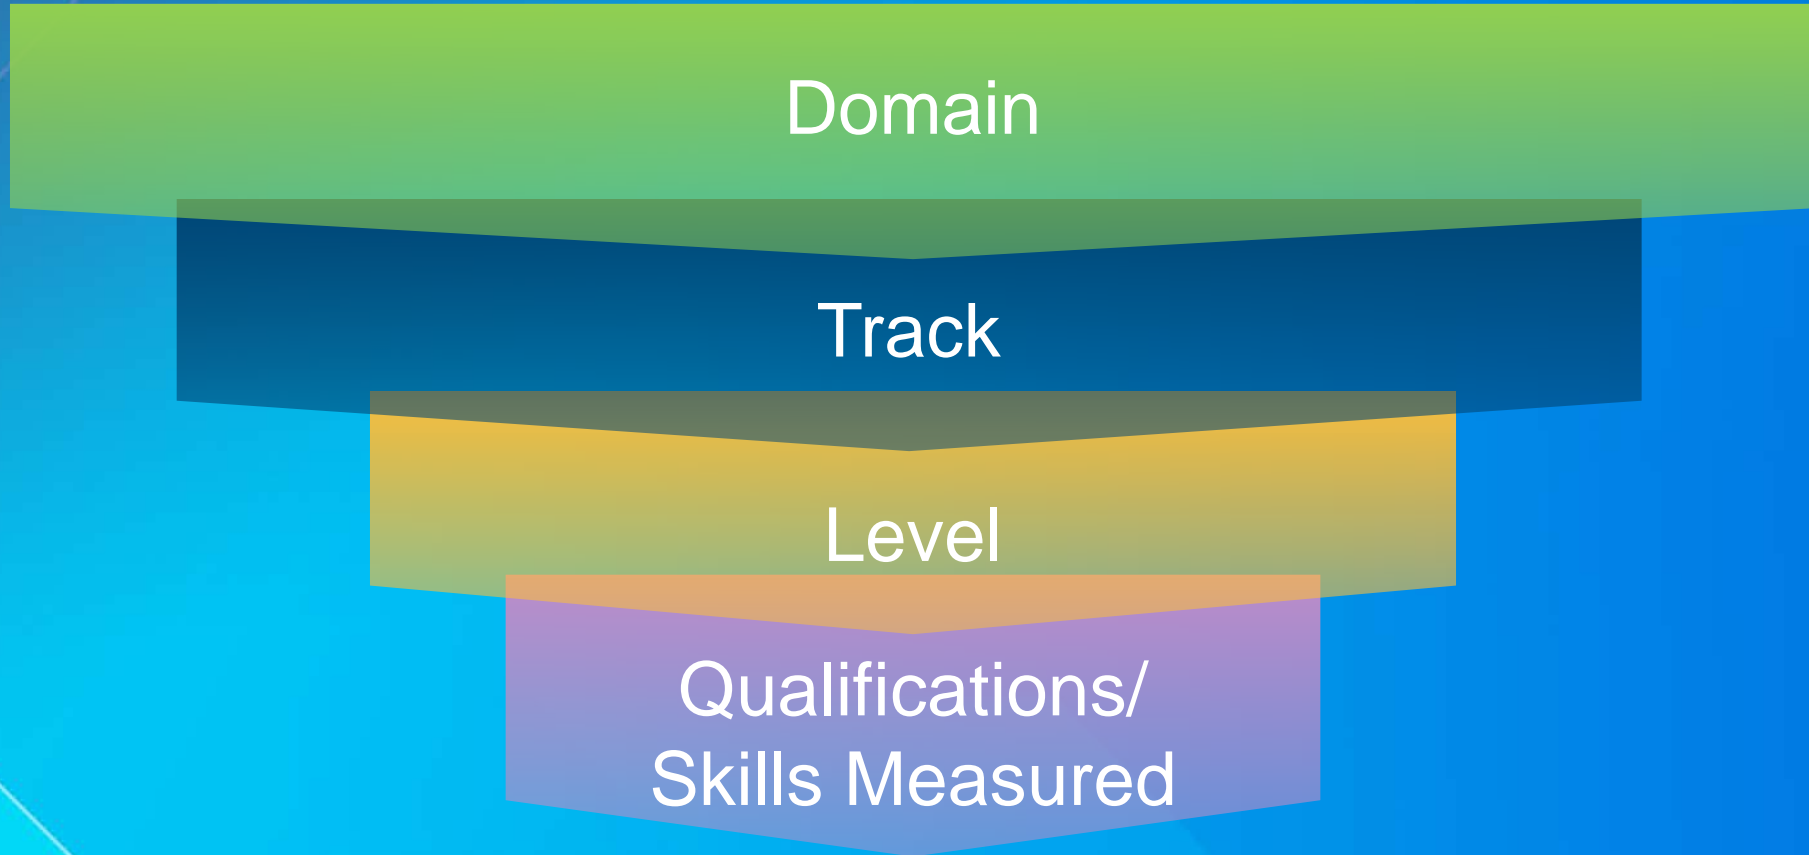 Domain
Track
Level
Qualifications/
Skills Measured